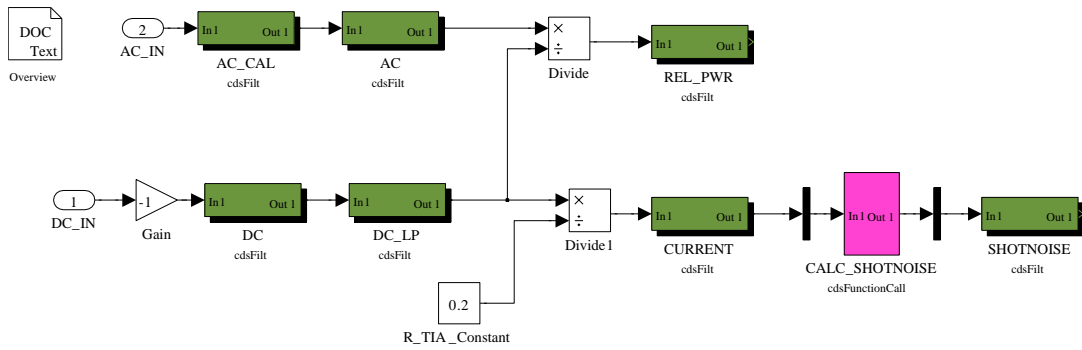 DOC
Text
Overview
2
AC_IN
In1
Out 1
AC_CAL
cdsFilt
In1
Out 1
AC
cdsFilt
×
÷
Divide
In1
Out 1
REL_PWR
cdsFilt
1
DC_IN
-1
Gain
In1
Out 1
DC
cdsFilt
In1
Out 1
DC_LP
cdsFilt
×
÷
Divide1
In1
Out 1
CURRENT
cdsFilt
In1
Out 1
CALC_SHOTNOISE
cdsFunctionCall
In1
Out 1
SHOTNOISE
cdsFilt
0.2
R_TIA_Constant